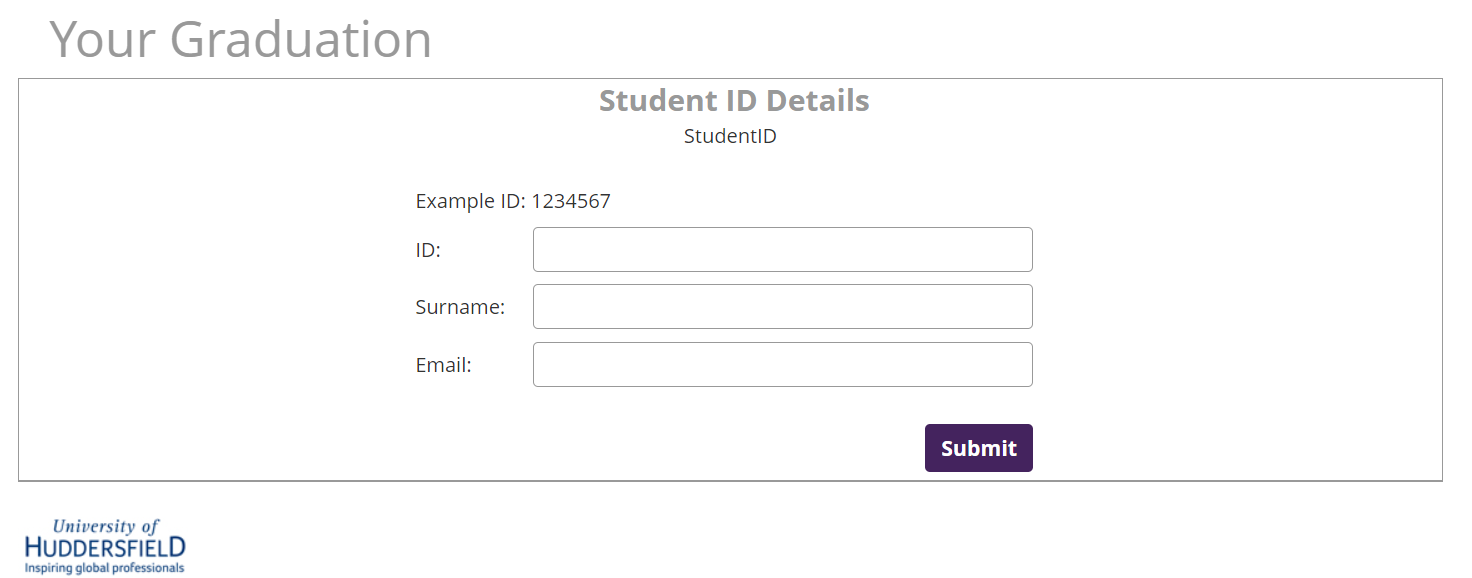 Your Graduation
Student ID Details
StudentID
Example ID: 1234567
ID:
Surname:
Email:
Submit
University of
HUDDERSFIELD
Inspiring global professionals